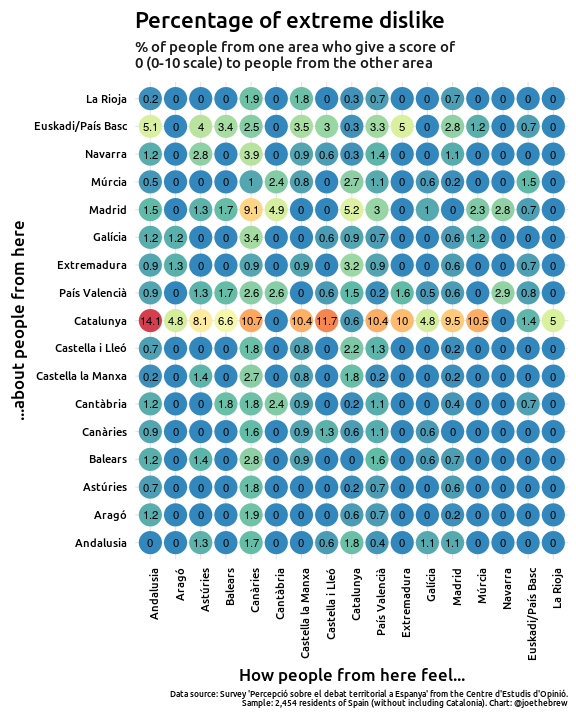 Percentage of extreme dislike
% of people from one area who give a score of
0 (0-10 scale) to people from the other area
...about people from here
La Rioja 0.2 0 0 0 1.9 0 1.8 0 0.3 0.7 0 0 0.7 0 0 0 0
Euskadi/País Basc 5.1 0 4 3.4 2.5 0 3.5 3 0 3.3 5 0 2.8 1.2 0 0.7 0
Navarra 1.2 0 2.8 0 3.9 0 0.9 0.6 0.3 1.4 0 0 1.1 0 0 0 0
Múrcia 0.5 0 0 0 1 2.4 0.8 0 2.7 1.1 0 0.6 0.2 0 0 1.5 0
Madrid 1.5 0 1.3 1.7 9.1 4.9 0 0 5.2 3 0 1 0 2.3 2.8 0.7 0
Galícia 1.2 1.2 0 0 3.4 0 0 0.6 0.9 0.7 0 0 0.6 1.2 0 0 0
Extremadura 0.9 1.3 0 0 0.9 0 0.9 0 3.2 0.9 0 0 0.6 0 0 0 0
País Valencià 0.9 0 1.3 1.7 2.6 2.6 0 0.6 1.5 0.2 1.6 0.5 0.6 0 2.9 0.8 0
Catalunya 14.1 4.8 8.1 6.6 10.7 0 10.4 11.7 0.6 10.4 10 4.8 9.5 10.5 0 1.4 5
Castella i Lleó 0.7 0 0 0 1.8 0 0.8 0 2.2 1.3 0 0 0.2 0 0 0 0
Castella la Manxa 0.2 0 1.4 0 2.7 0 0.8 0 1.8 0.2 0 0 0.2 0 0 0 0
Cantàbria 1.2 0 0 1.8 1.8 2.4 0.9 0 0.2 1.1 0 0 0.4 0 0 0.7 0
Canàries 0.9 0 0 0 1.6 0 0.9 1.3 0.6 1.1 0 0.6 0 0 0 0 0
Balears 1.2 0 1.4 0 2.8 0 0.9 0 0 1.6 0 0.6 0.7 0 0 0 0
Astúries 0.7 0 0 0 1.8 0 0 0 0.2 0.7 0 0 0.6 0 0 0 0
Aragó 1.2 0 0 0 1.9 0 0 0 0.6 0.7 0 0 0.2 0 0 0 0
Andalusia 0 0 1.3 0 1.7 0 0 0.6 1.8 0.4 0 1.1 1.1 0 0 0 0
Andalusia
Aragó
Astúries
Balears
Canàries
Cantàbria
Castella la Manxa
Castella i Lleó
Catalunya
País Valencià
Extremadura
Galícia
Madrid
Múrcia
Navarra
Euskadi/País Basc
La Rioja
How people from here feel...
Data source: Survey 'Percepció sobre el debat territorial a Espanya' from the Centre d'Estudis d'Opinió.
Sample: 2,454 residents of Spain (without including Catalonia). Chart: @joethebrew